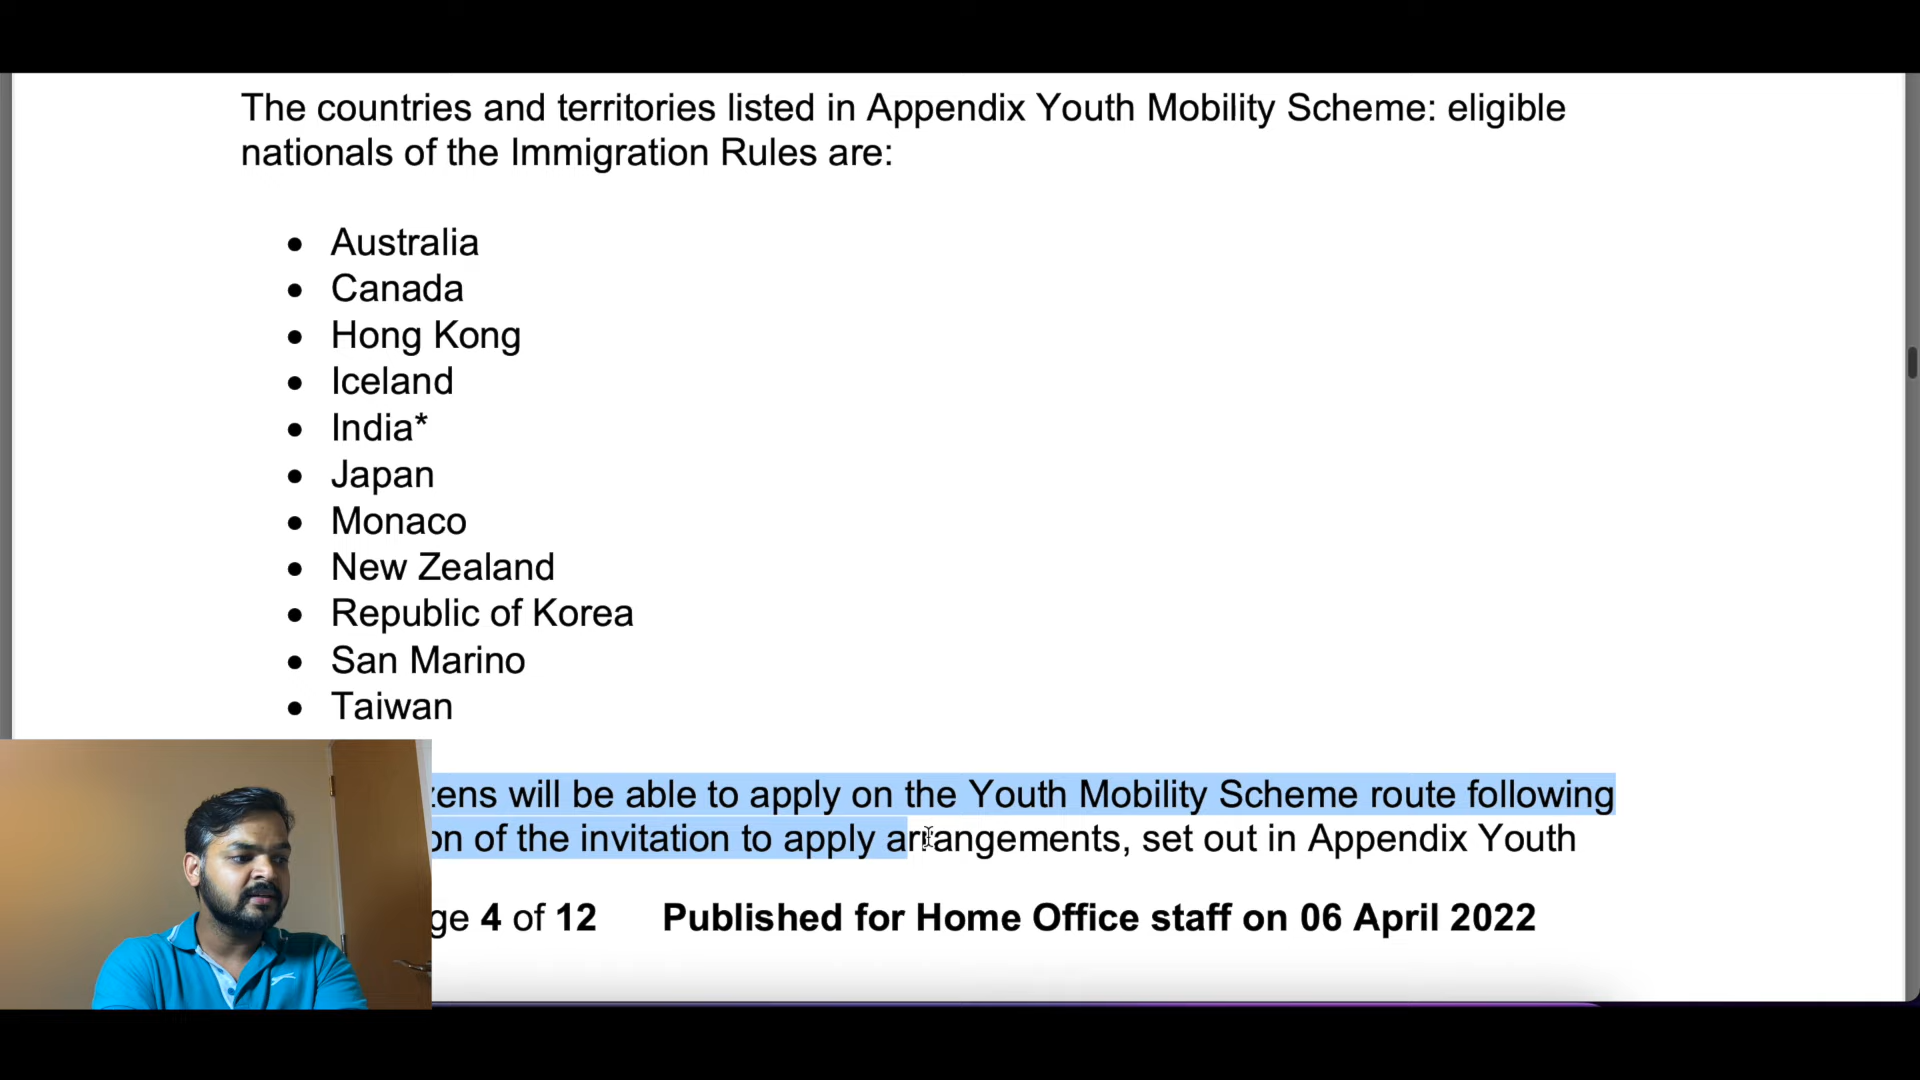 The countries and territories listed in Appendix Youth Mobility Scheme: eligible
nationals of the Immigration Rules are:
• Australia
• Canada
• Hong Kong
• Iceland
• India*
• Japan
• Monaco
• New Zealand
• Republic of Korea
• San Marino
• Taiwan
will be able to apply on the Youth Mobility Scheme route following
of the invitation to apply arrangements, set out in Appendix Youth
4 of 12 Published for Home Office staff on 06 April 2022